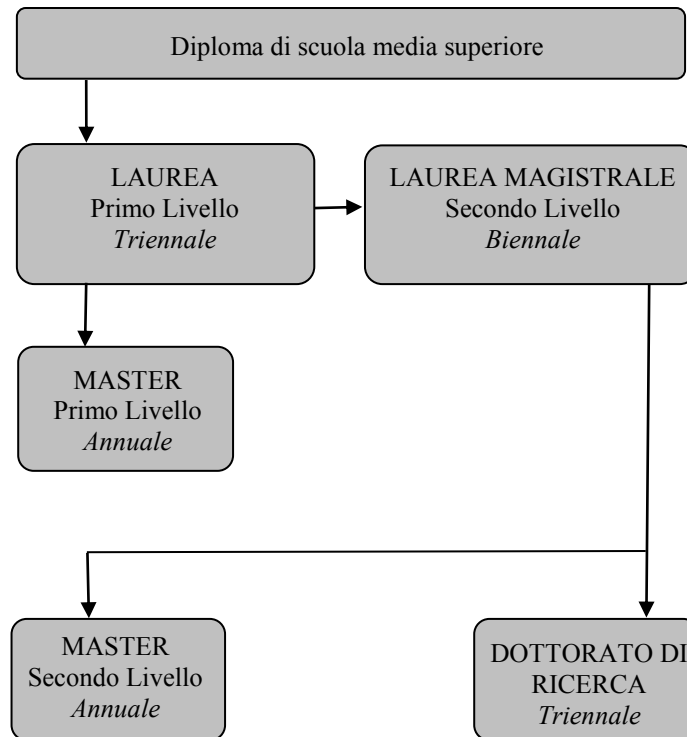 Diploma di scuola media superiore
LAUREA
Primo Livello
Triennale
LAUREA MAGISTRALE
Secondo Livello
Biennale
MASTER
Primo Livello
Annuale
MASTER
Secondo Livello
Annuale
DOTTORATO DI
RICERCA
Triennale